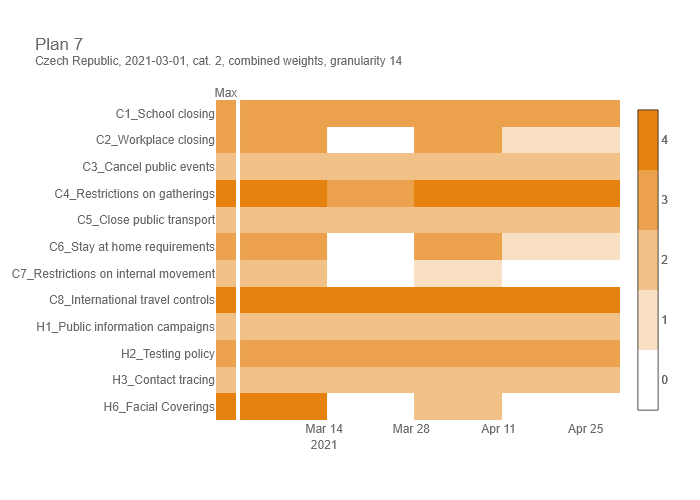 Plan 7
Czech Republic, 2021-03-01, cat. 2, combined weights, granularity 14
Max
C1_School closing
C2_Workplace closing
C3_Cancel public events
C4_Restrictions on gatherings
C5_Close public transport
C6_Stay at home requirements
C7_Restrictions on internal movement
C8_International travel controls
H1_Public information campaigns
H2_Testing policy
H3_Contact tracing
H6_Facial Coverings
4
3
2
1
0
Mar 14 Mar 28 Apr 11 Apr 25
2021